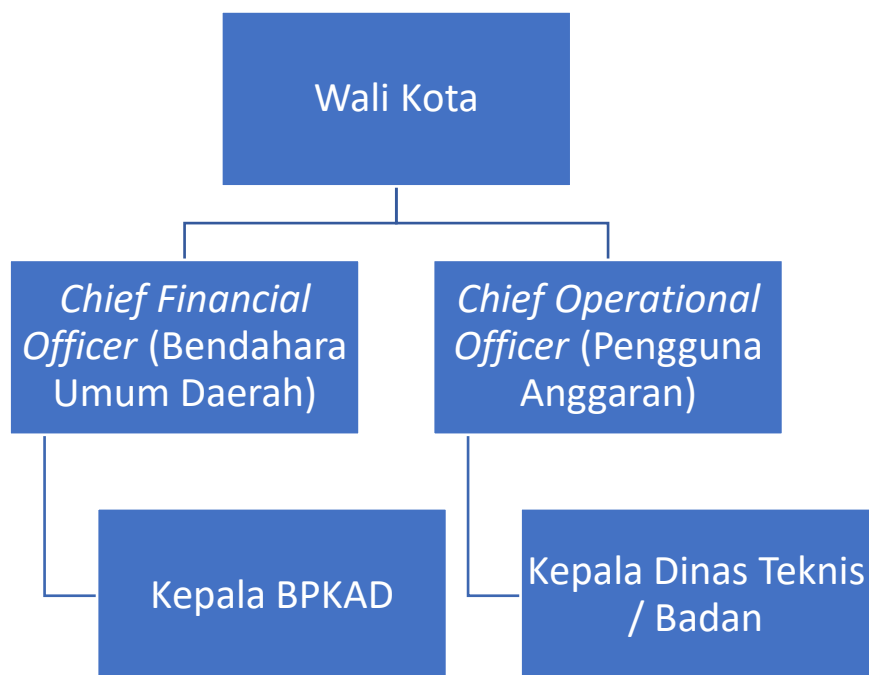 Wali Kota
Chief Financial
Officer (Bendahara
Umum Daerah)
Chief Operational
Officer (Pengguna
Anggaran)
Kepala BPKAD
Kepala Dinas Teknis
/ Badan